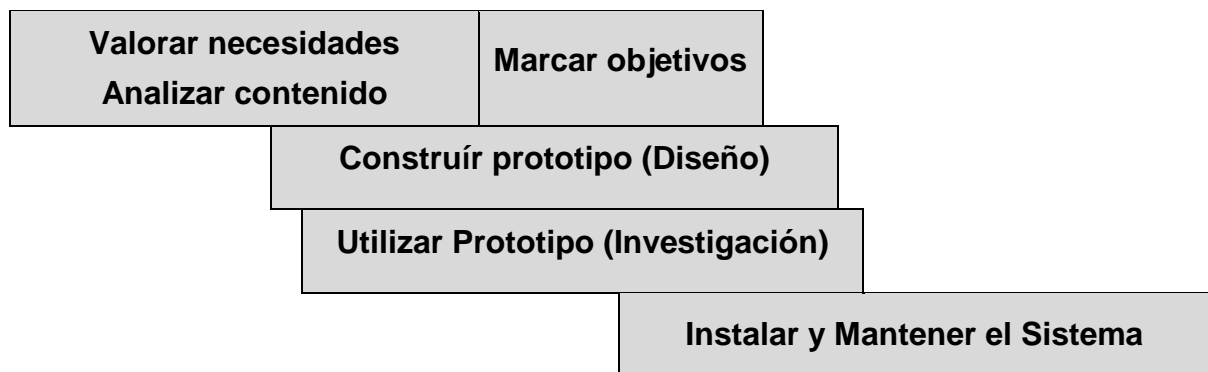 Valorar necesidades
Analizar contenido
Marcar objetivos
Construír prototipo (Diseño)
Utilizar Prototipo (Investigación)
Instalar y Mantener el Sistema